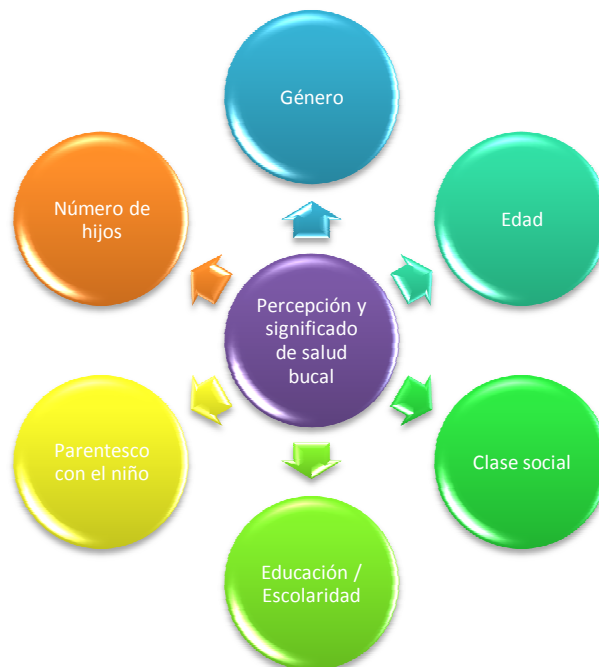 Género
Número de
hijos
Edad
Percepción y
significado
de salud
bucal
Parentesco
con el niño
Clase social
Educación /
Escolaridad